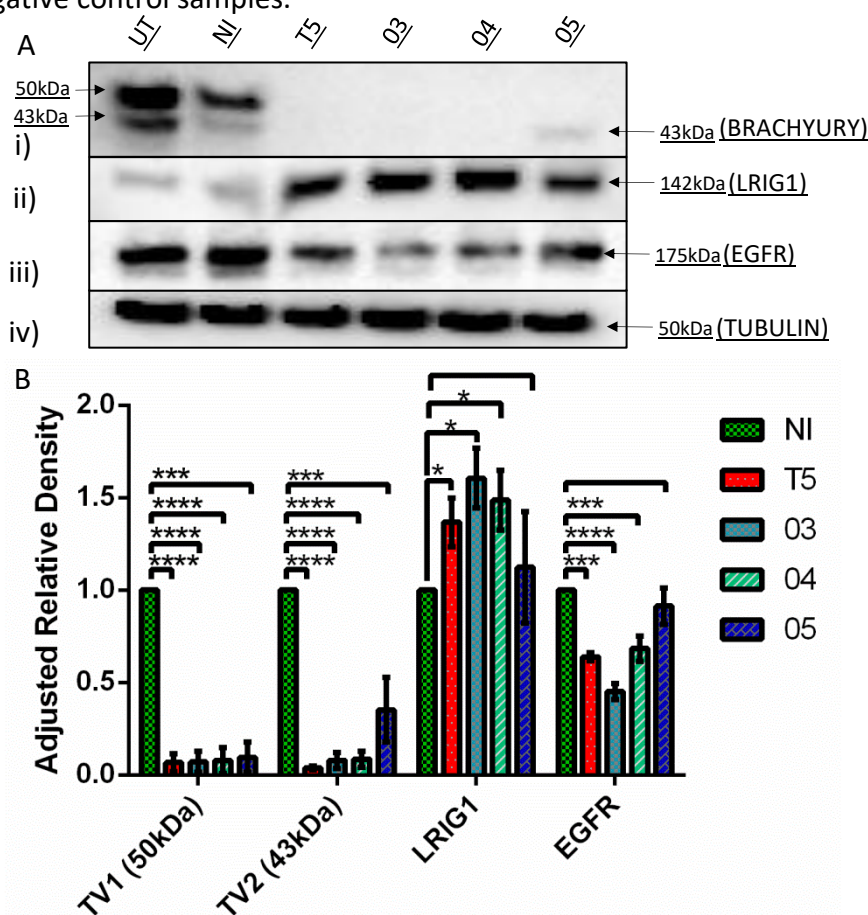 gative control samples.
A
UT NI T5 03 04 05
50kDa
43kDa
i)
43kDa (BRACHYURY)
ii)
142kDa (LRIG1)
iii)
175kDa (EGFR)
iv)
50kDa (TUBULIN)
B
Adjusted Relative Density
2.0
1.5
1.0
0.5
0.0
***
****
****
****
***
****
****
****
*
*
*
***
****
***
TV1 (50kDa)
TV2 (43kDa)
LRIG1
EGFR
NI
T5
03
04
05